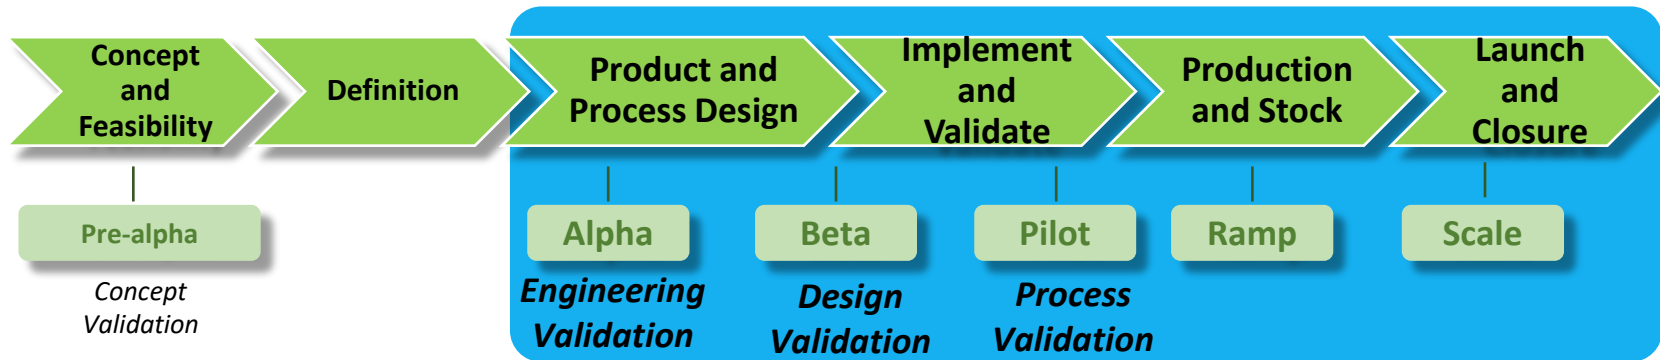 Concept
and
Feasibility
Definition
Product and
Process Design
Implement
and
Validate
Production
and Stock
Launch
and
Closure
Pre-alpha
Alpha
Beta
Pilot
Ramp
Scale
Concept
Validation
Engineering
Validation
Design
Validation
Process
Validation